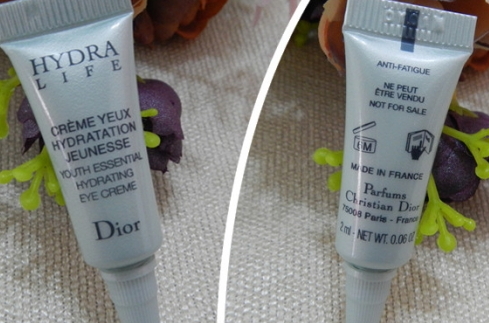 HYDRA
LIFE
CRÈME YEUX
HYDRATATION
JEUNESSE
YOUTH ESSENTIAL
HYDRATING
EYE CREME
Dior
ANTI-FATIGUE
NE PEUT
ÊTRE VENDU
NOT FOR SALE
6M
MADE IN FRANCE
Parfums
Christian Dior
75008 Paris - France
2 ml - NET WT. 0.06